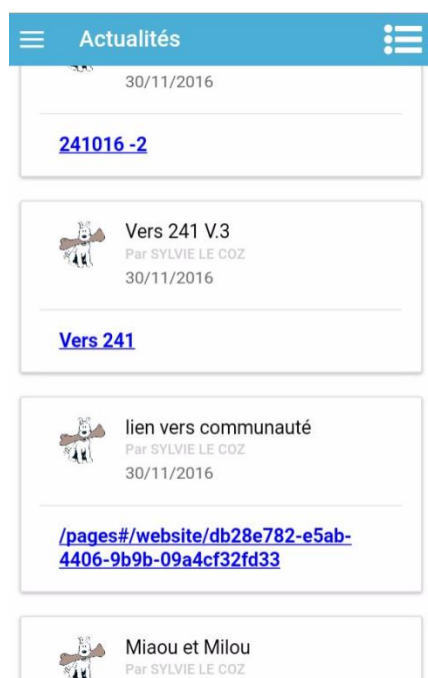 Actualités
30/11/2016
241016 -2
Vers 241 V.3
Par SYLVIE LE COZ
30/11/2016
Vers 241
lien vers communauté
Par SYLVIE LE COZ
30/11/2016
/pages#/website/db28e782-e5ab-
4406-9b9b-09a4cf32fd33
Miaou et Milou
Par SYLVIE LE COZ